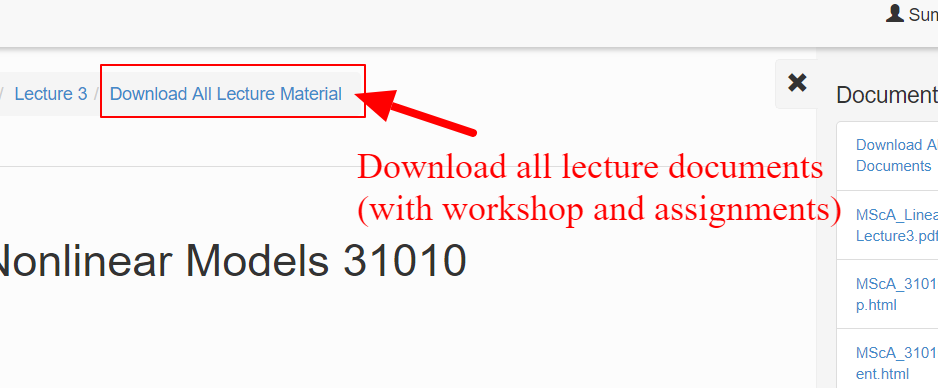 Sum
/ Lecture 3 / Download All Lecture Material
Document
Download A
Documents
Download all lecture documents
(with workshop and assignments)
MScA_Linea
Lecture3.pdf
Nonlinear Models 31010
MScA_3101
p.html
MScA_3101
ent.html